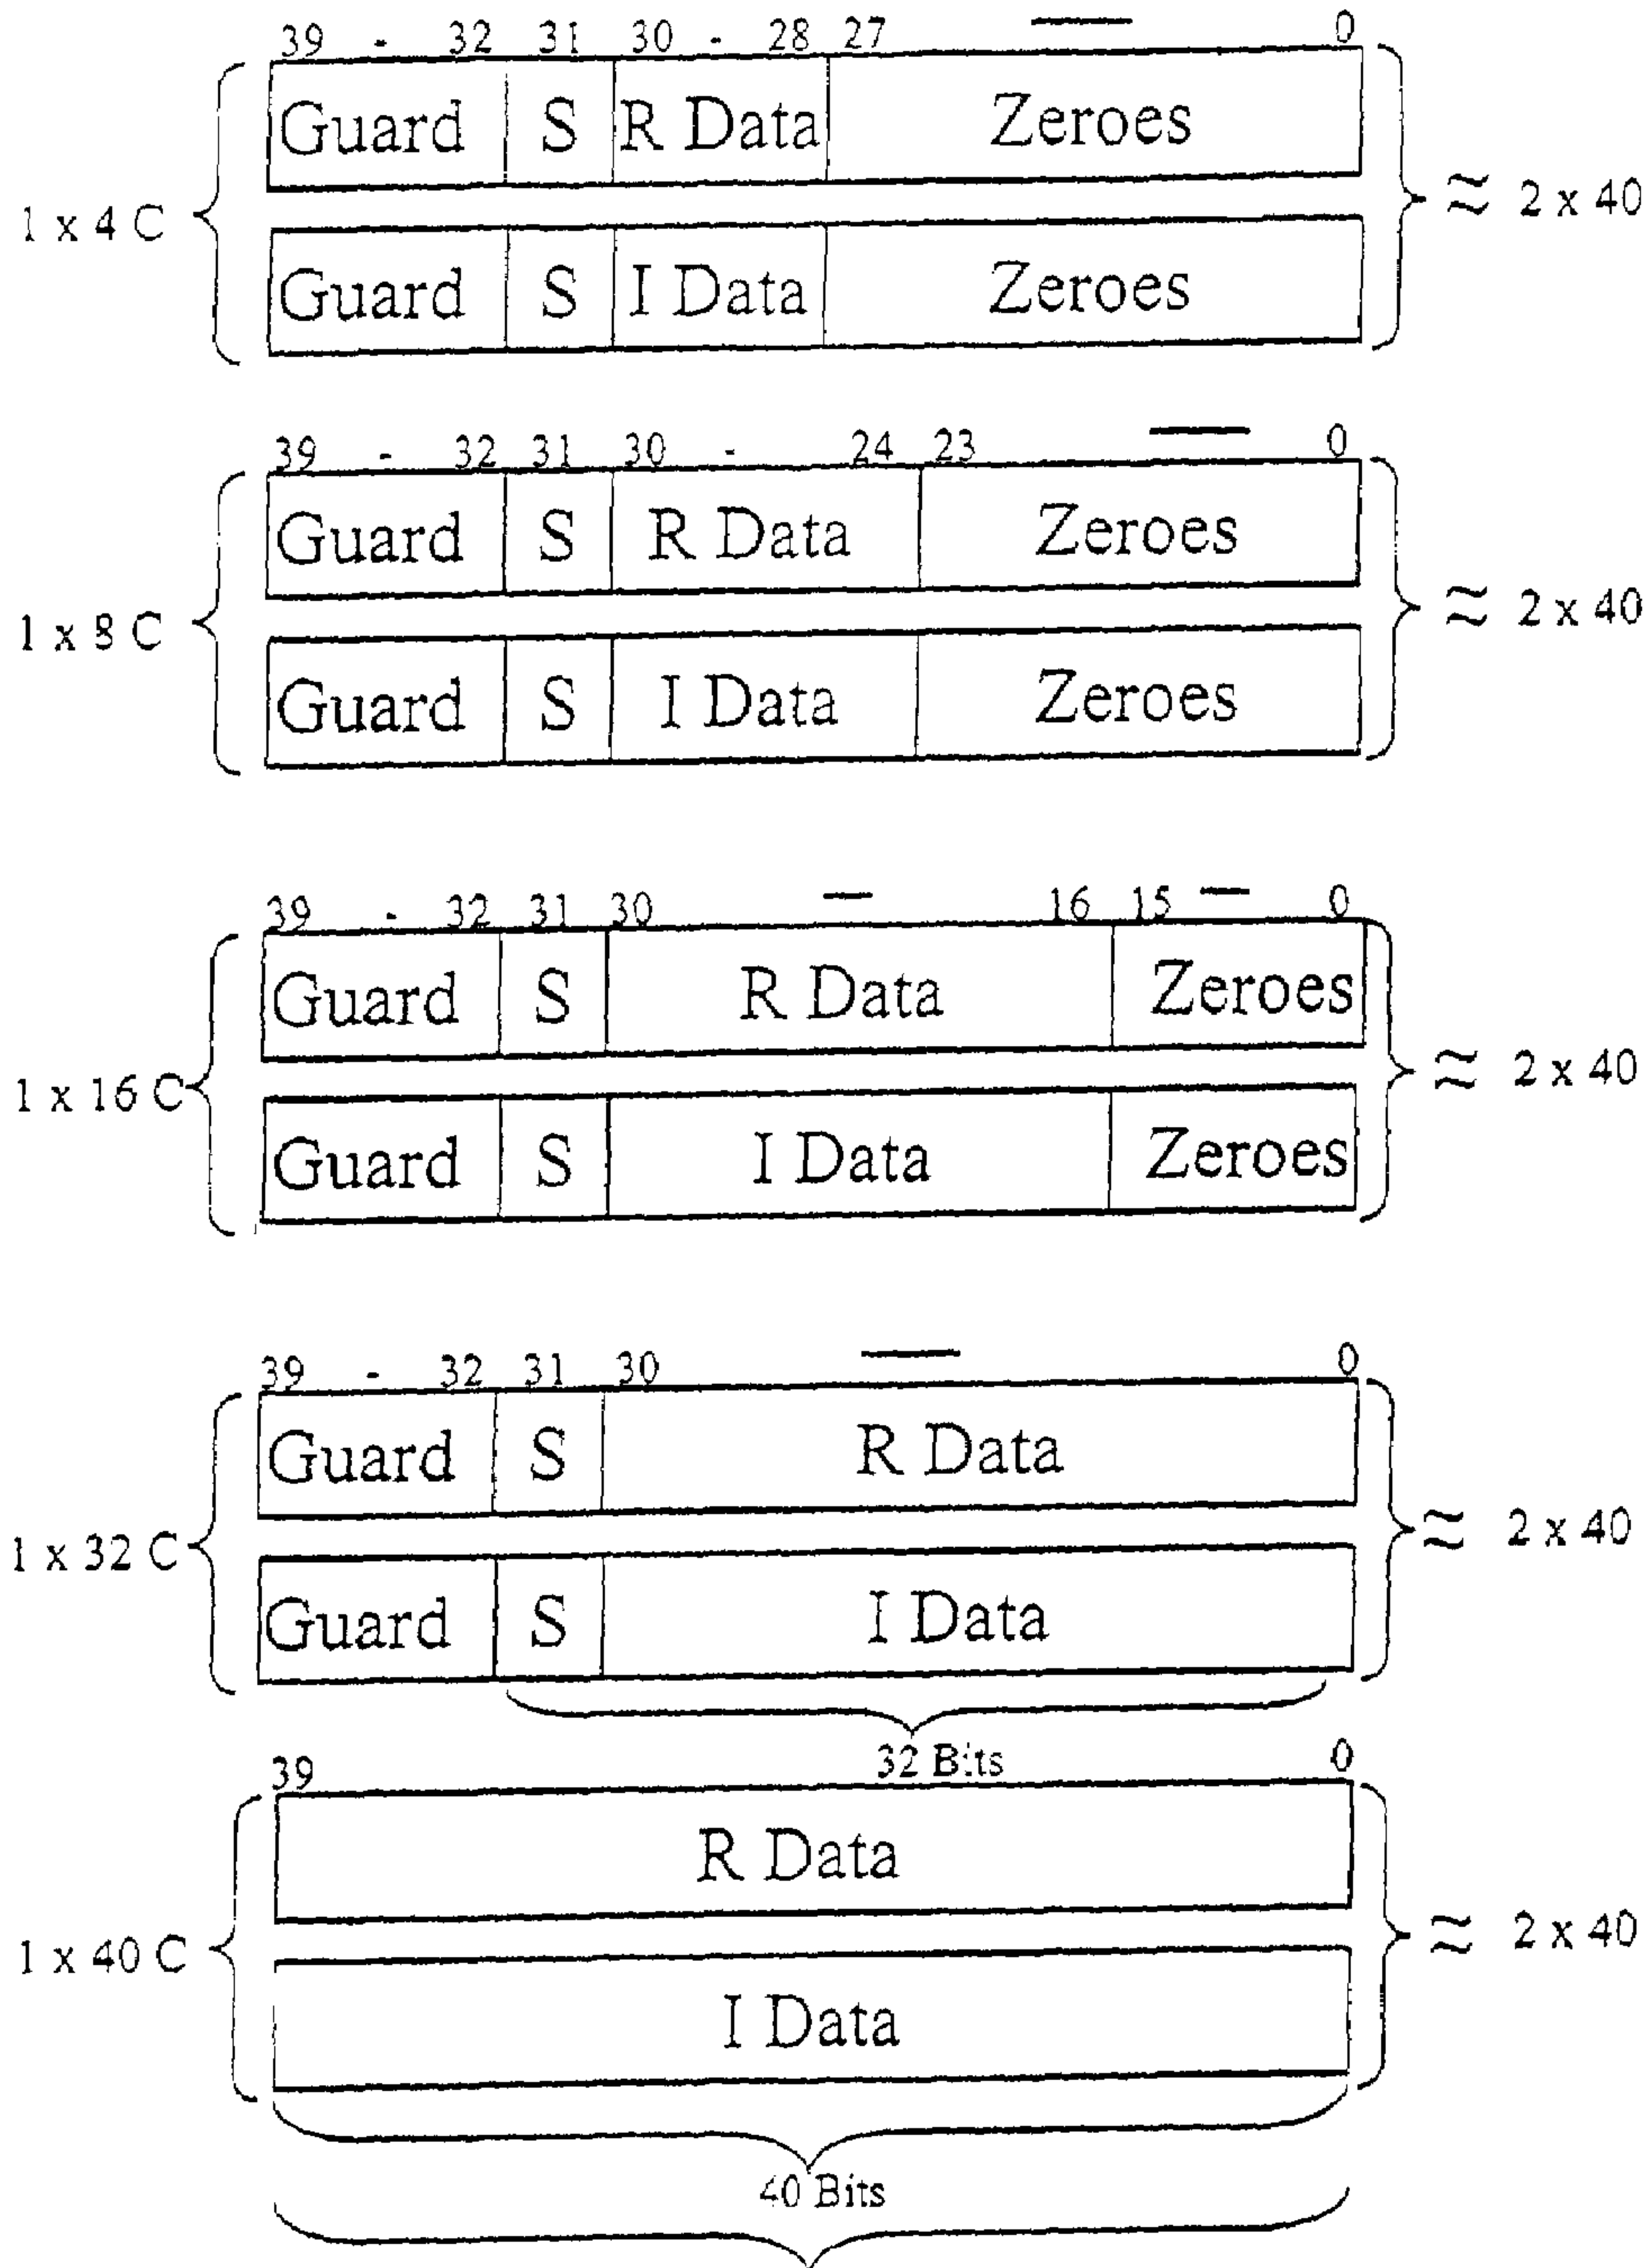 39 - 32 31 30 - 28 27 — 0
Guard S R Data Zeroes
1 x 4 C ≈ 2 x 40
Guard S I Data Zeroes
39 - 32 31 30 - 24 23 — 0
Guard S R Data Zeroes
1 x 8 C ≈ 2 x 40
Guard S I Data Zeroes
39 - 32 31 30 — 16 15 — 0
Guard S R Data Zeroes
1 x 16 C ≈ 2 x 40
Guard S I Data Zeroes
39 - 32 31 30 — 0
Guard S R Data
1 x 32 C ≈ 2 x 40
Guard S I Data
32 Bits
39 0
R Data
1 x 40 C ≈ 2 x 40
I Data
40 Bits